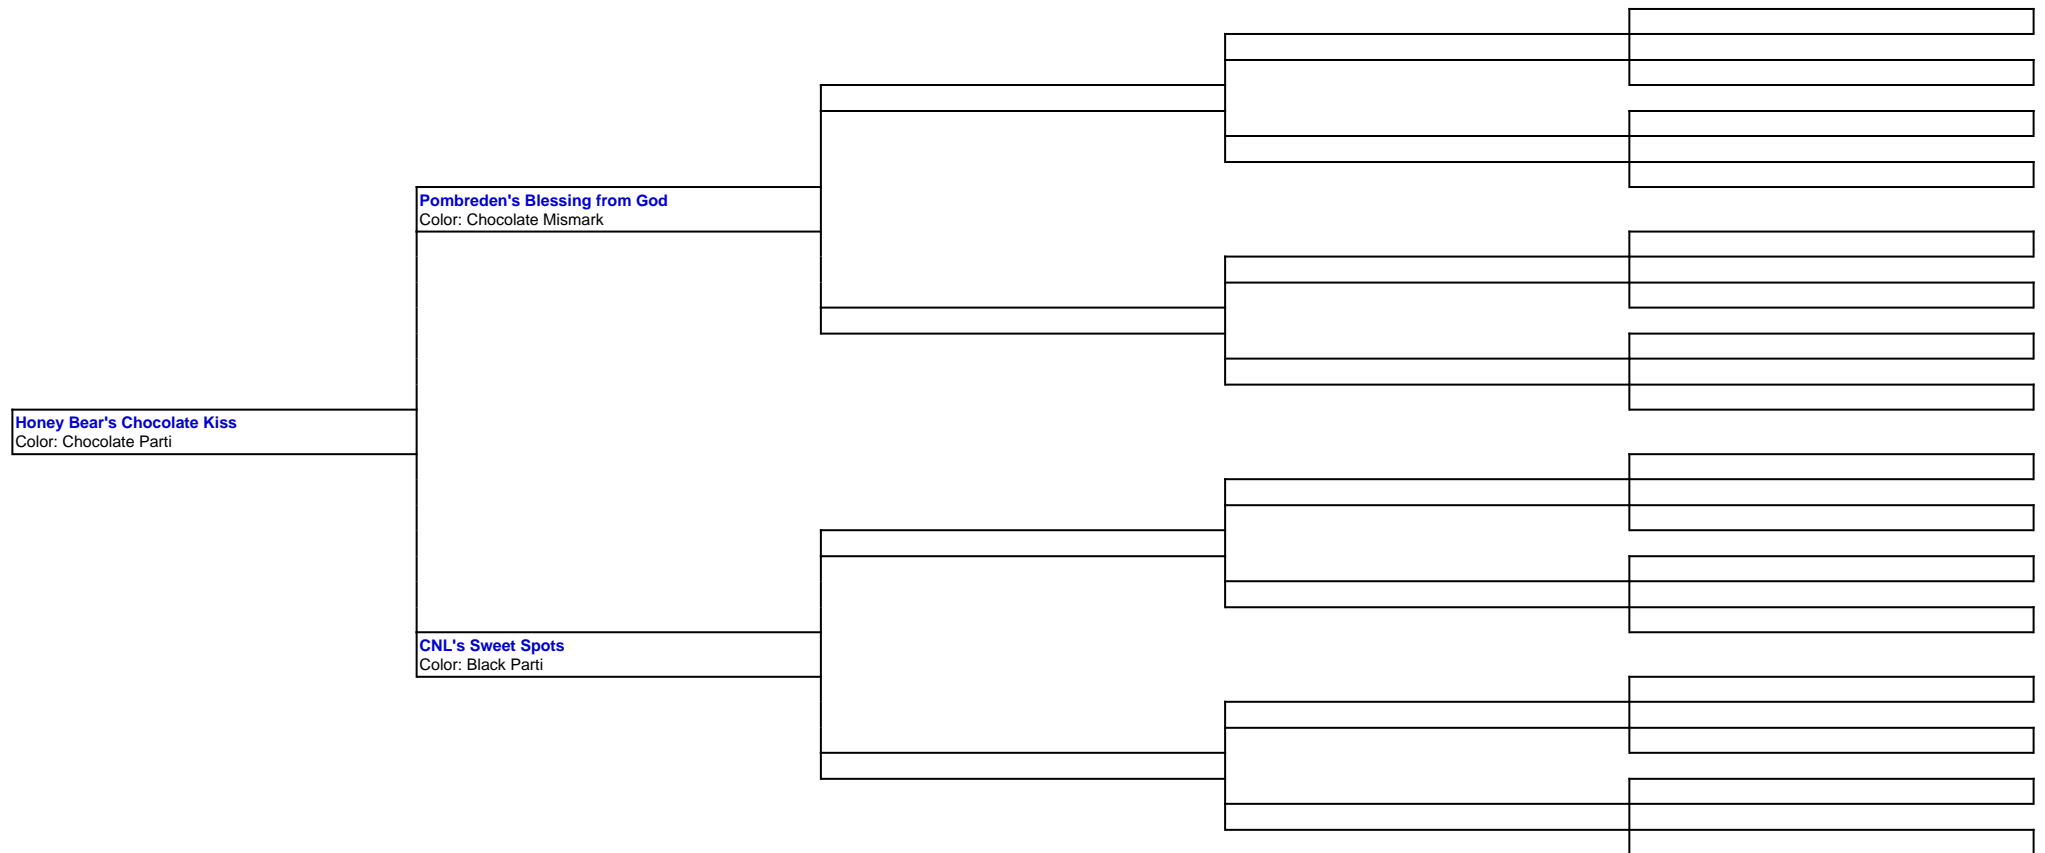 Pombreden's Blessing from God
Color: Chocolate Mismark
Honey Bear's Chocolate Kiss
Color: Chocolate Parti
CNL's Sweet Spots
Color: Black Parti